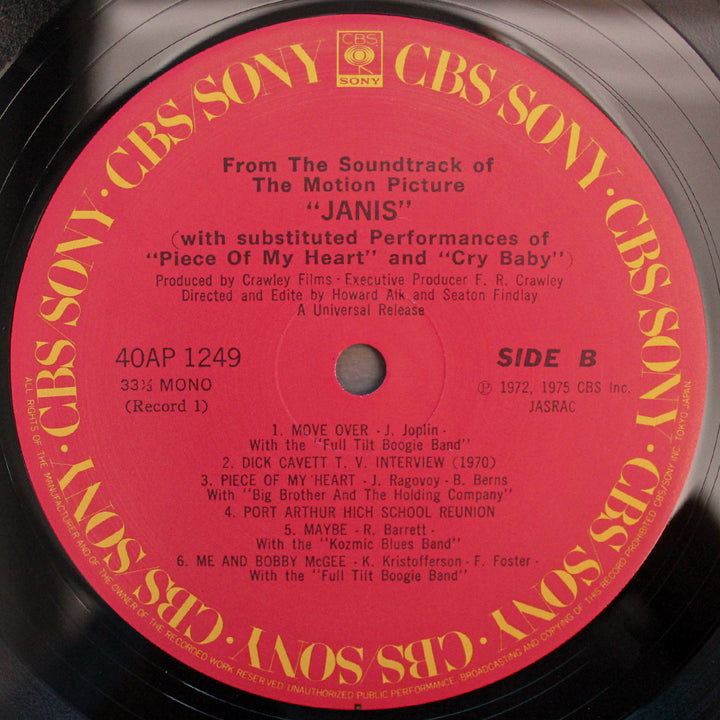 CBS
SONY
CBS/SONY · CBS/SONY · CBS/SONY · CBS/SONY · CBS/SONY · CBS/SONY · CBS/SONY · CBS/SONY
From The Soundtrack of
The Motion Picture
"JANIS"
(with substituted Performances of
"Piece Of My Heart" and "Cry Baby")
Produced by Crawley Films · Executive Producer F. R. Crawley
Directed and Edite by Howard Alk and Seaton Findlay
A Universal Release
40AP 1249
SIDE B
33⅓ MONO
(Record 1)
Ⓟ 1972, 1975 CBS Inc.
JASRAC
1. MOVE OVER - J. Joplin -
With the "Full Tilt Boogie Band"
2. DICK CAVETT T. V. INTERVIEW (1970)
3. PIECE OF MY HEART - J. Ragovoy - B. Berns
With "Big Brother And The Holding Company"
4. PORT ARTHUR HIGH SCHOOL REUNION
5. MAYBE - R. Barrett -
With the "Kozmic Blues Band"
6. ME AND BOBBY McGEE - K. Kristofferson - F. Foster -
With the "Full Tilt Boogie Band"
ALL RIGHTS OF THE MANUFACTURER AND OF THE OWNER OF THE RECORDED WORK RESERVED UNAUTHORIZED PUBLIC PERFORMANCE, BROADCASTING AND COPYING OF THIS RECORD PROHIBITED CBS/SONY INC. TOKYO JAPAN.